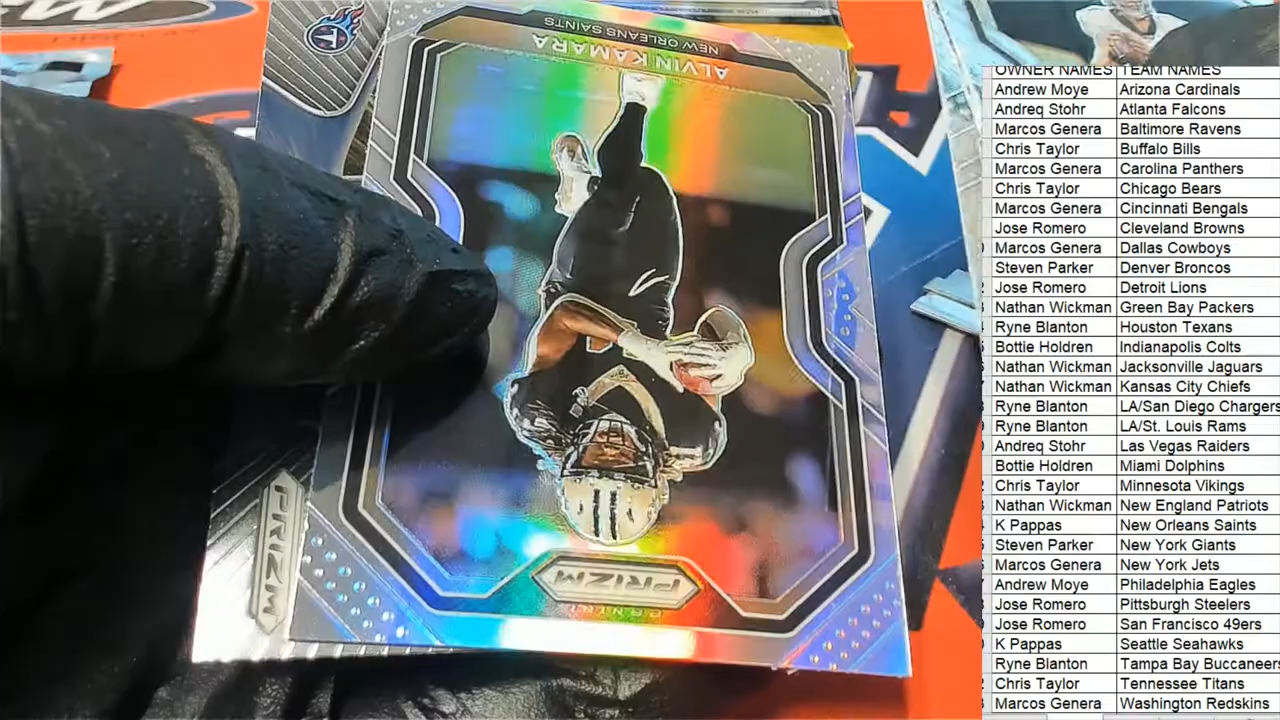 NEW ORLEANS SAINTS
ALVIN KAMARA
PANINI
PRIZM
PRIZM
OWNER NAMES TEAM NAMES
Andrew Moye Arizona Cardinals
Andreq Stohr Atlanta Falcons
Marcos Genera Baltimore Ravens
Chris Taylor Buffalo Bills
Marcos Genera Carolina Panthers
Chris Taylor Chicago Bears
Marcos Genera Cincinnati Bengals
Jose Romero Cleveland Browns
Marcos Genera Dallas Cowboys
Steven Parker Denver Broncos
Jose Romero Detroit Lions
Nathan Wickman Green Bay Packers
Ryne Blanton Houston Texans
Bottie Holdren Indianapolis Colts
Nathan Wickman Jacksonville Jaguars
Nathan Wickman Kansas City Chiefs
Ryne Blanton LA/San Diego Chargers
Ryne Blanton LA/St. Louis Rams
Andreq Stohr Las Vegas Raiders
Bottie Holdren Miami Dolphins
Chris Taylor Minnesota Vikings
Nathan Wickman New England Patriots
K Pappas New Orleans Saints
Steven Parker New York Giants
Marcos Genera New York Jets
Andrew Moye Philadelphia Eagles
Jose Romero Pittsburgh Steelers
Jose Romero San Francisco 49ers
K Pappas Seattle Seahawks
Ryne Blanton Tampa Bay Buccaneers
Chris Taylor Tennessee Titans
Marcos Genera Washington Redskins